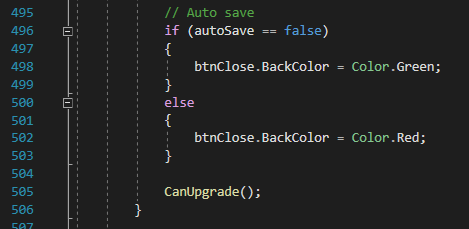 495 // Auto save
496 if (autoSave == false)
497 {
498 btnClose.BackColor = Color.Green;
499 }
500 else
501 {
502 btnClose.BackColor = Color.Red;
503 }
504
505 CanUpgrade();
506 }
507